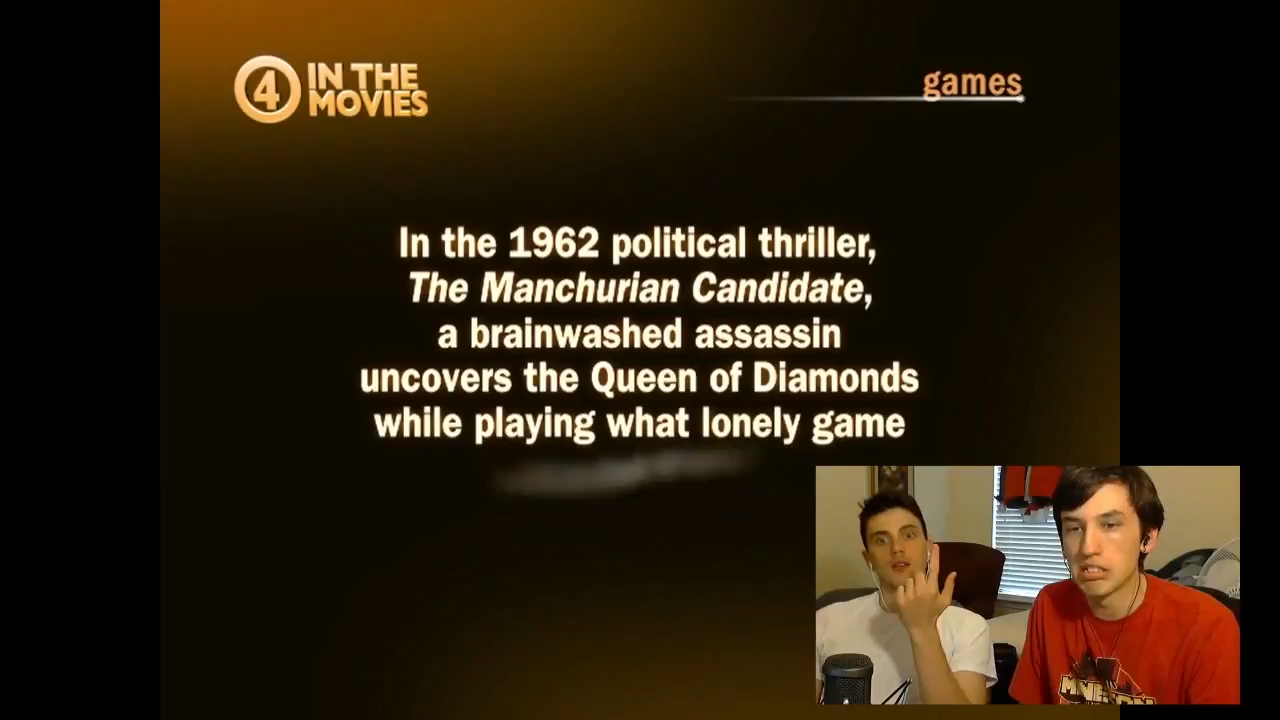 4 IN THE
MOVIES
games
In the 1962 political thriller,
The Manchurian Candidate,
a brainwashed assassin
uncovers the Queen of Diamonds
while playing what lonely game